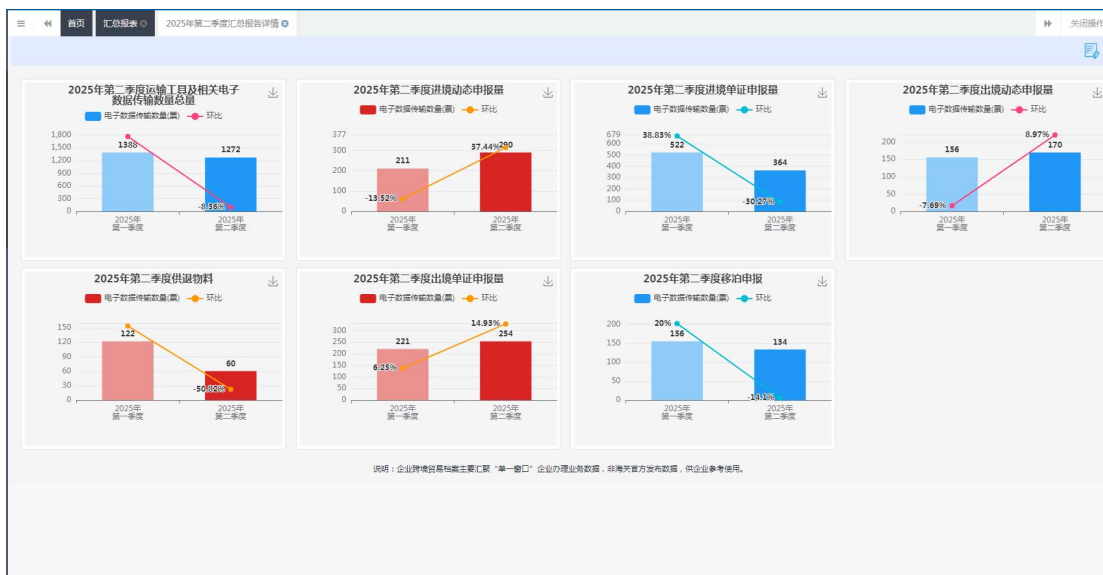 首页
汇总报表
2025年第二季度汇总报告详情
关闭操作
2025年第二季度运输工具及相关电子
数据传输数量总量
电子数据传输数量(票) 环比
1,800
1,500
1,200
900
600
300
0
1388
1272
-8.36%
2025年
第一季度
2025年
第二季度
2025年第二季度进境动态申报量
电子数据传输数量(票) 环比
377
300
200
100
0
211
290
-13.52%
37.44%
2025年
第一季度
2025年
第二季度
2025年第二季度进境单证申报量
电子数据传输数量(票) 环比
679
600
500
400
300
200
100
0
38.83%
522
364
-30.27%
2025年
第一季度
2025年
第二季度
2025年第二季度出境动态申报量
电子数据传输数量(票) 环比
200
150
100
50
0
156
170
-7.69%
8.97%
2025年
第一季度
2025年
第二季度
2025年第二季度供退物料
电子数据传输数量(票) 环比
150
120
90
60
30
0
122
60
-50.82%
2025年
第一季度
2025年
第二季度
2025年第二季度出境单证申报量
电子数据传输数量(票) 环比
300
250
200
150
100
50
0
221
254
6.25%
14.93%
2025年
第一季度
2025年
第二季度
2025年第二季度移泊申报
电子数据传输数量(票) 环比
200
150
100
50
0
20%
156
134
-14.1%
2025年
第一季度
2025年
第二季度
说明：企业跨境贸易档案主要汇聚“单一窗口”企业办理业务数据，非海关官方发布数据，供企业参考使用。